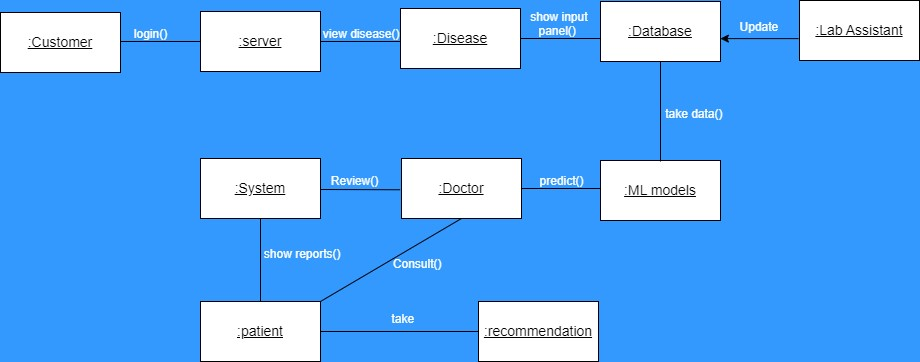 :Customer
login()
:server
view disease()
:Disease
show input
panel()
:Database
Update
:Lab Assistant
take data()
:System
Review()
:Doctor
predict()
:ML models
show reports()
Consult()
:patient
take
:recommendation